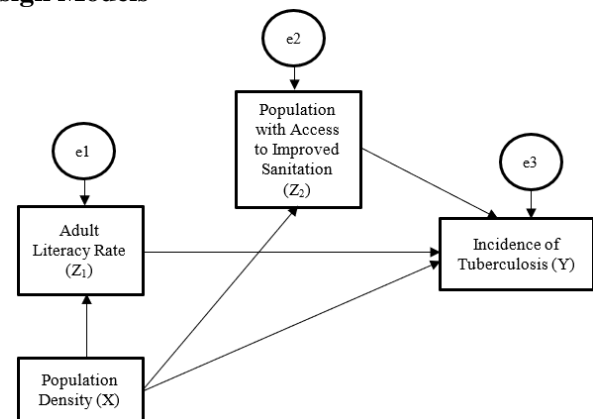 sign Models
e2
Population
with Access
to Improved
Sanitation
(Z₂)
e1
e3
Adult
Literacy Rate
(Z₁)
Incidence of
Tuberculosis (Y)
Population
Density (X)